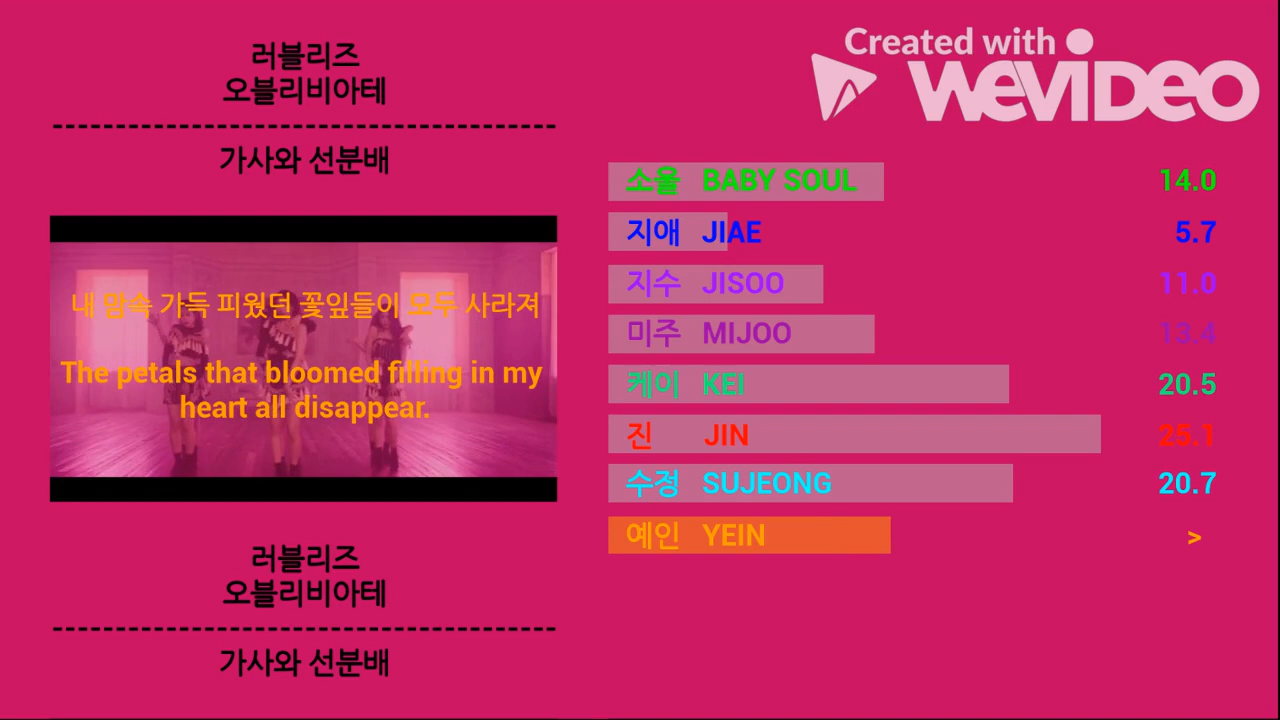 러블리즈
오블리비아테
----------------------------------------
가사와 선분배
내 맘속 가득 피웠던 꽃잎들이 모두 사라져
The petals that bloomed filling in my
heart all disappear.
러블리즈
오블리비아테
----------------------------------------
가사와 선분배
Created with
WEVIDEO
소울 BABY SOUL 14.0
지애 JIAE 5.7
지수 JISOO 11.0
미주 MIJOO 13.4
케이 KEI 20.5
진 JIN 25.1
수정 SUJEONG 20.7
예인 YEIN >